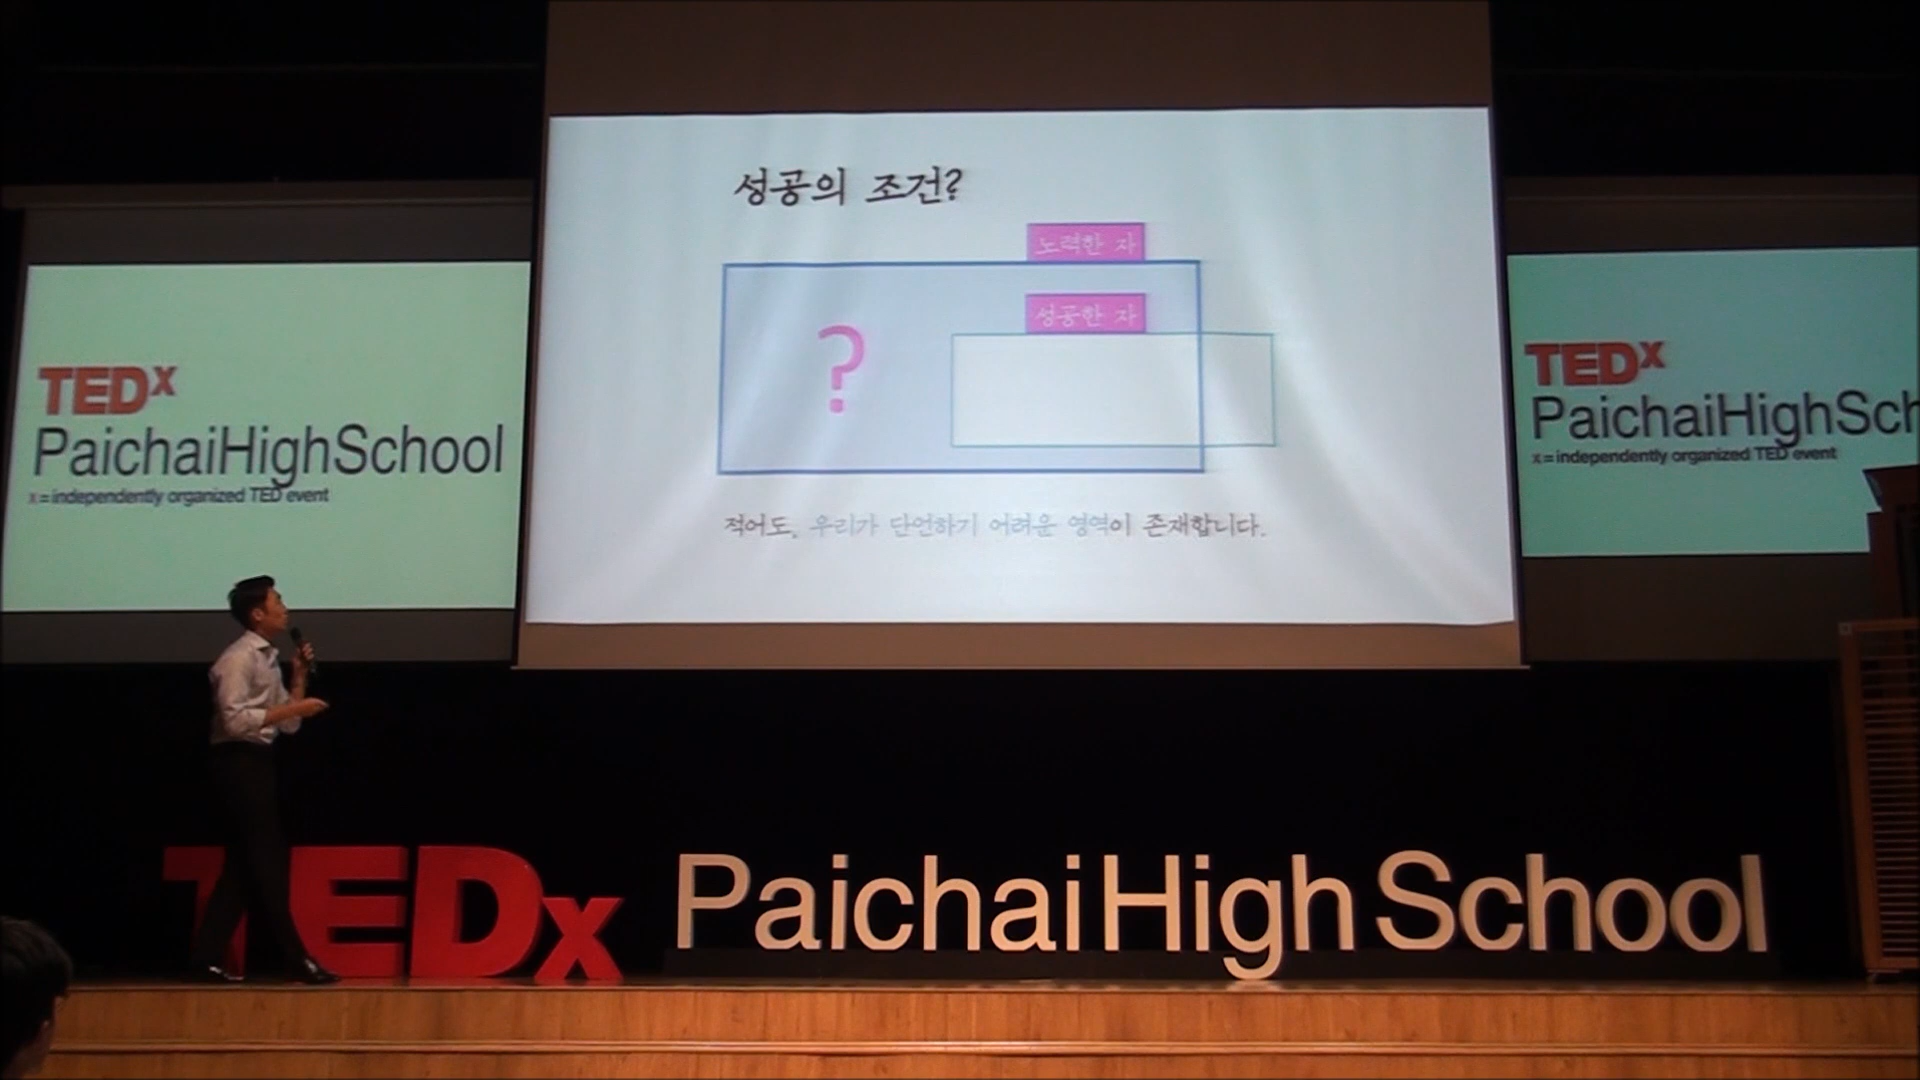 성공의 조건?
노력한 자
성공한 자
?
적어도, 우리가 단언하기 어려운 영역이 존재합니다.
TEDx
PaichaiHighSchool
x=independently organized TED event
TEDx
PaichaiHighSch
x=independently organized TED event
TEDx PaichaiHighSchool